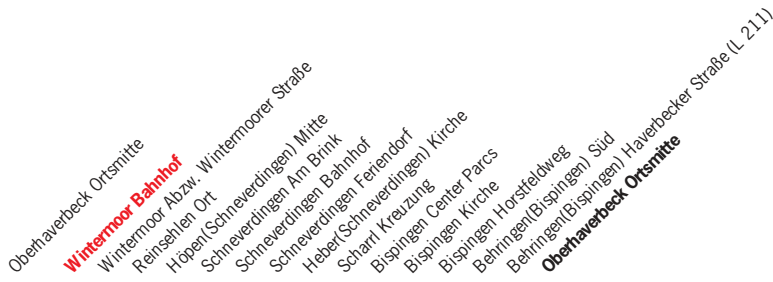 Oberhaverbeck Ortsmitte
Wintermoor Bahnhof
Wintermoor Abzw. Wintermoorer Straße
Reinsehlen Ort
Höpen(Schneverdingen) Mitte
Schneverdingen Am Brink
Schneverdingen Bahnhof
Schneverdingen Feriendorf
Heber(Schneverdingen) Kirche
Scharrl Kreuzung
Bispingen Center Parcs
Bispingen Kirche
Bispingen Horstfeldweg
Behringen(Bispingen) Süd
Behringen(Bispingen) Haverbecker Straße (L 211)
Oberhaverbeck Ortsmitte